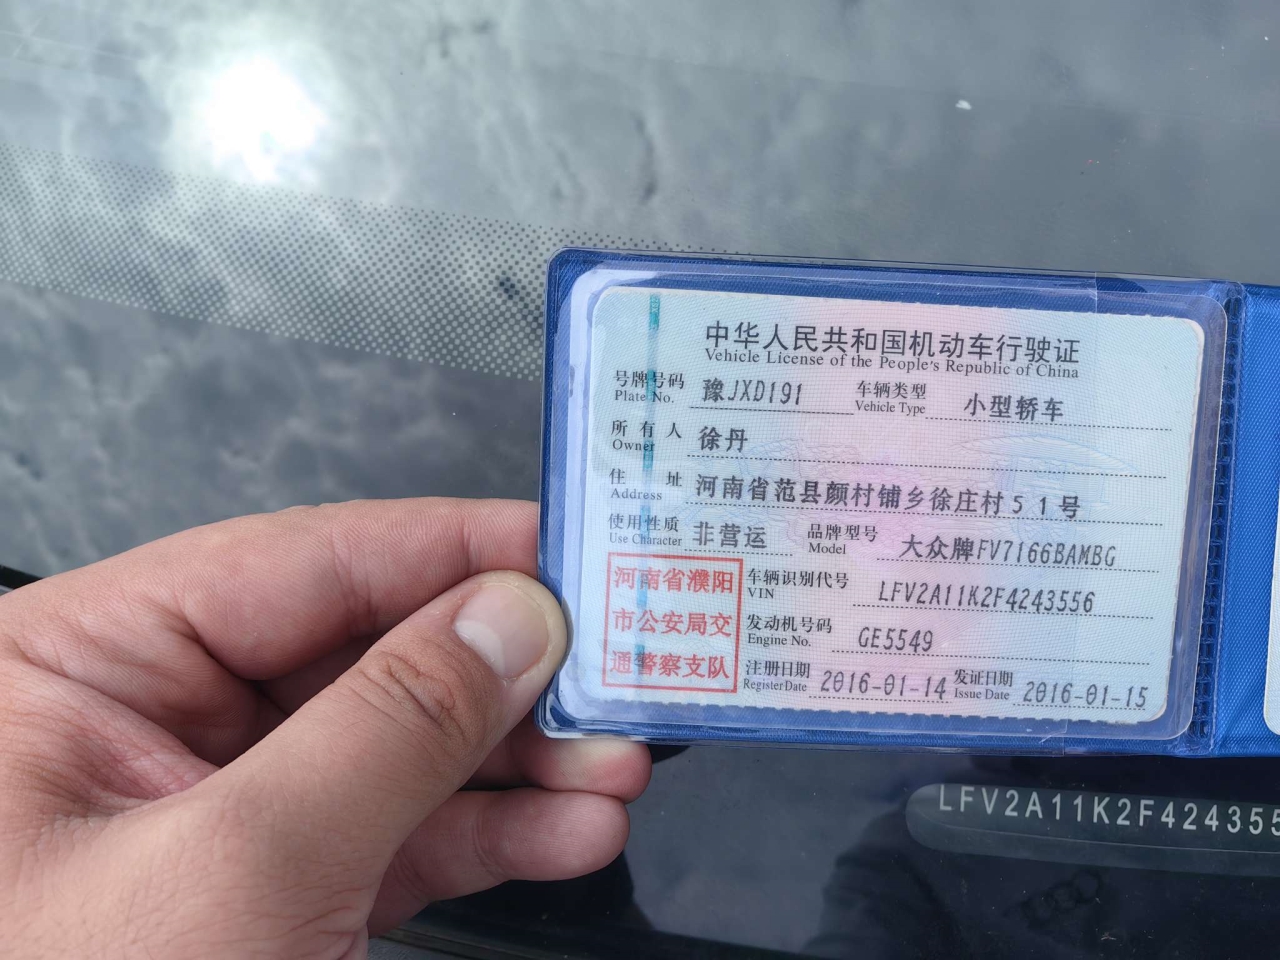 中华人民共和国机动车行驶证
Vehicle License of the People's Republic of China
号牌号码 豫JXD191 车辆类型 小型轿车
Plate No. Vehicle Type
所有人 徐丹
Owner
住址 河南省范县颜村铺乡徐庄村51号
Address
使用性质 非营运 品牌型号 大众牌FV7166BAMBG
Use Character Model
河南省濮阳
市公安局交
通警察支队
车辆识别代号 LFV2A11K2F4243556
VIN
发动机号码 GE5549
Engine No.
注册日期 2016-01-14 发证日期 2016-01-15
Register Date Issue Date
LFV2A11K2F424355